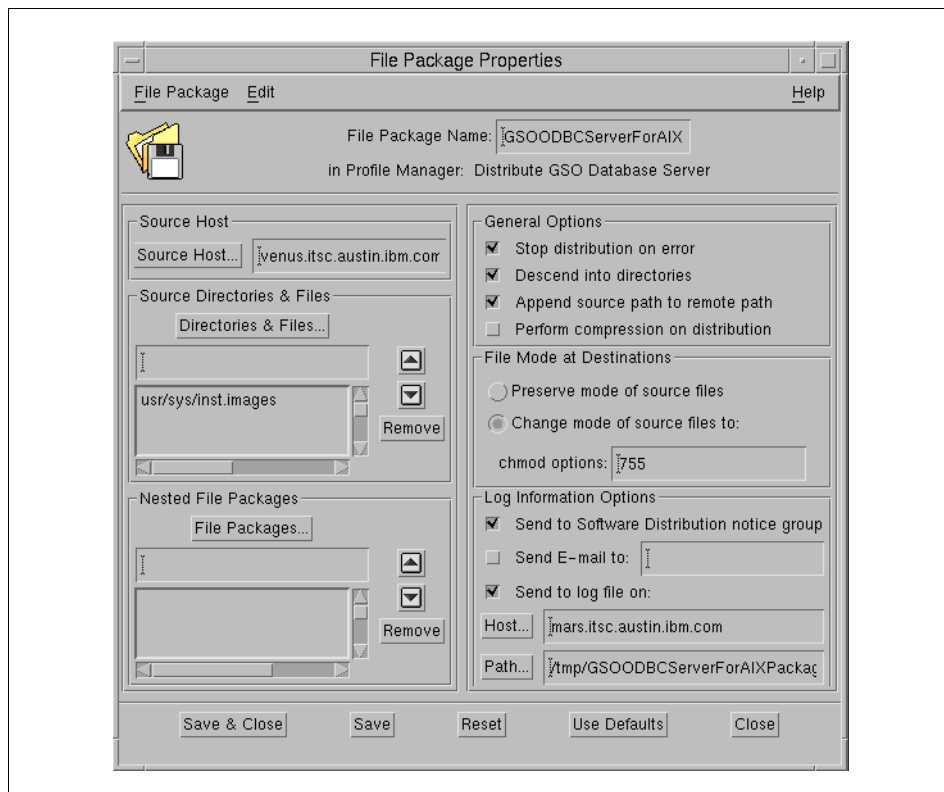 File Package Properties
File Package Edit Help
File Package Name: GSOODBCServerForAIX
in Profile Manager: Distribute GSO Database Server
Source Host
Source Host... venus.itsc.austin.ibm.com
Source Directories & Files
Directories & Files...
usr/sys/inst.images
Remove
Nested File Packages
File Packages...
Remove
General Options
Stop distribution on error
Descend into directories
Append source path to remote path
Perform compression on distribution
File Mode at Destinations
Preserve mode of source files
Change mode of source files to:
chmod options: 755
Log Information Options
Send to Software Distribution notice group
Send E-mail to:
Send to log file on:
Host... mars.itsc.austin.ibm.com
Path... /tmp/GSOODBCServerForAIXPackag
Save & Close Save Reset Use Defaults Close